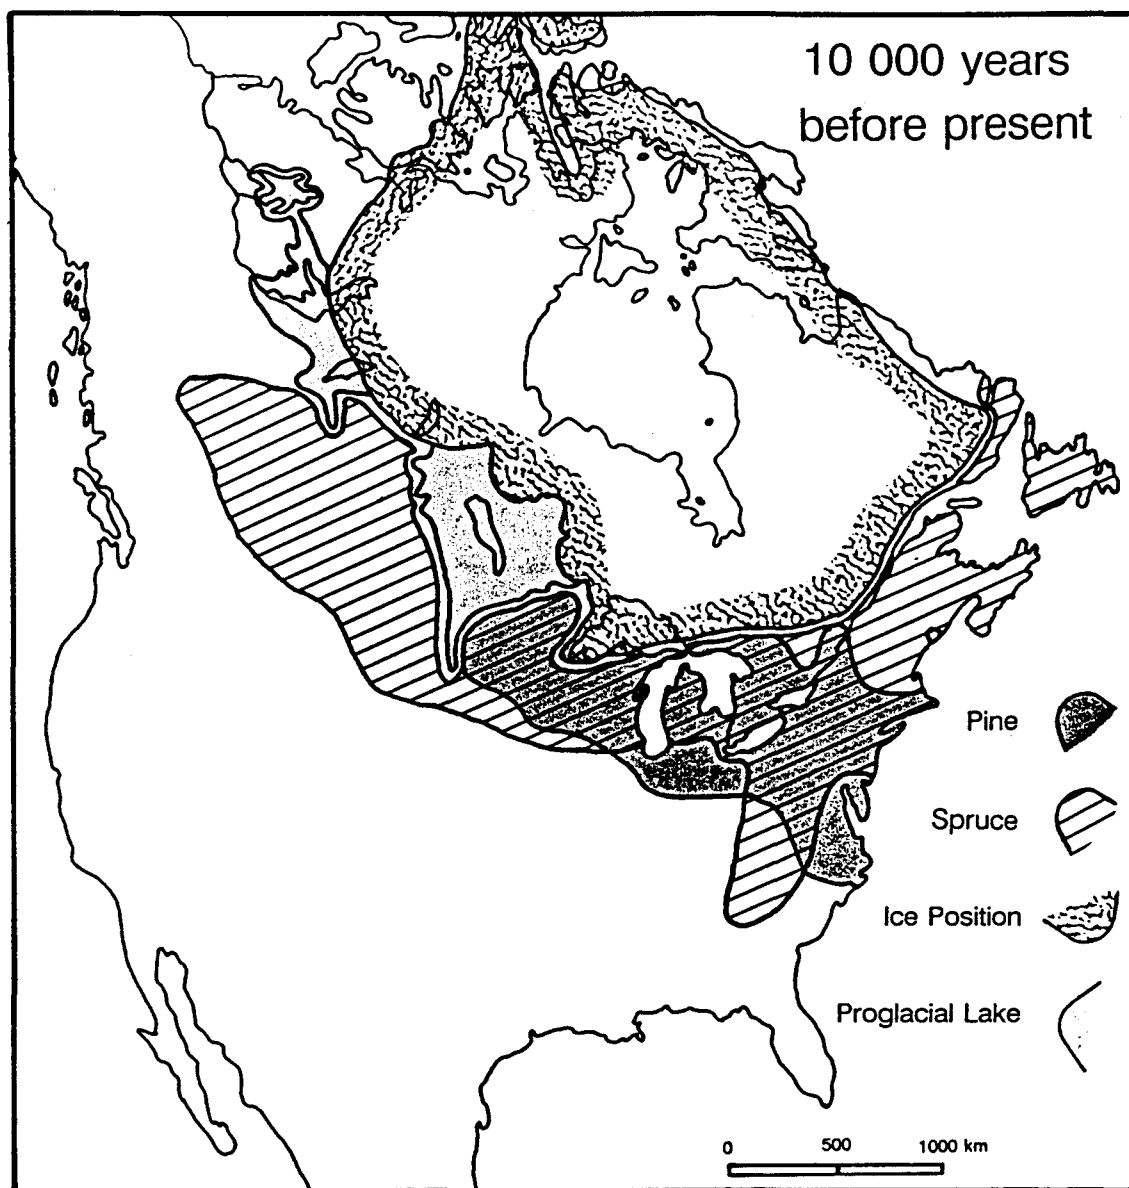 10 000 years
before present
Pine
Spruce
Ice Position
Proglacial Lake
0 500 1000 km